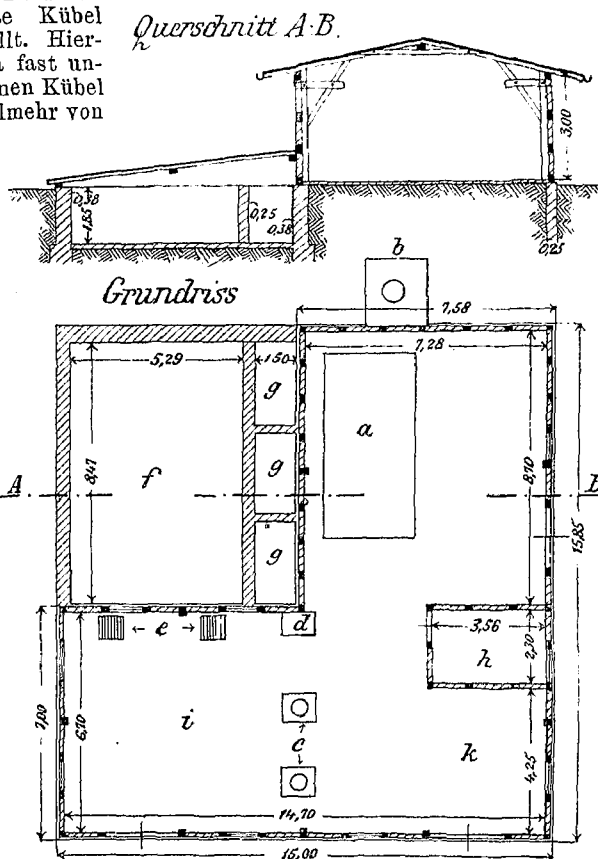 e Kübel
llt. Hier-
n fast un-
nen Kübel
lmehr von
Querschnitt A-B.
3,00
0,38
1,85
0,25
0,38
0,25
Grundriss
b
7,58
7,28
5,29
1 50
g
a
8,47
f
g
8,70
A
B
15,85
g
e
d
3,56
h
2,30
7,00
6,70
i
c
k
4,25
14,70
15,00